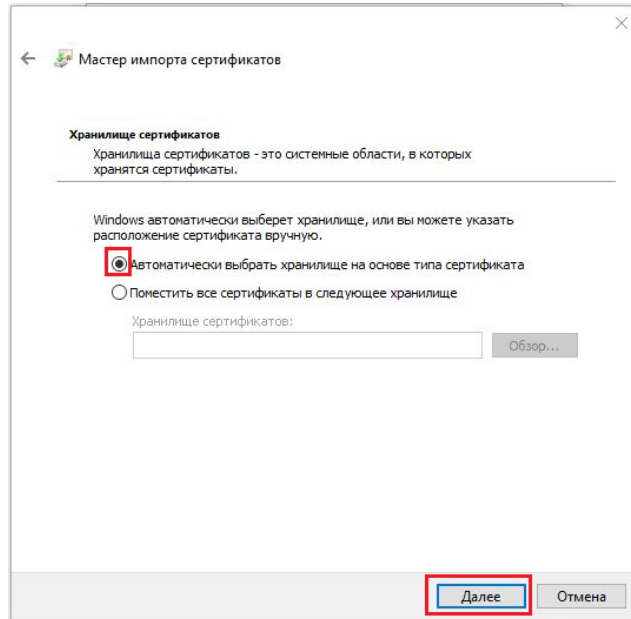 Мастер импорта сертификатов
Хранилище сертификатов
Хранилища сертификатов - это системные области, в которых
хранятся сертификаты.
Windows автоматически выберет хранилище, или вы можете указать
расположение сертификата вручную.
Автоматически выбрать хранилище на основе типа сертификата
Поместить все сертификаты в следующее хранилище
Хранилище сертификатов:
Обзор...
Далее
Отмена